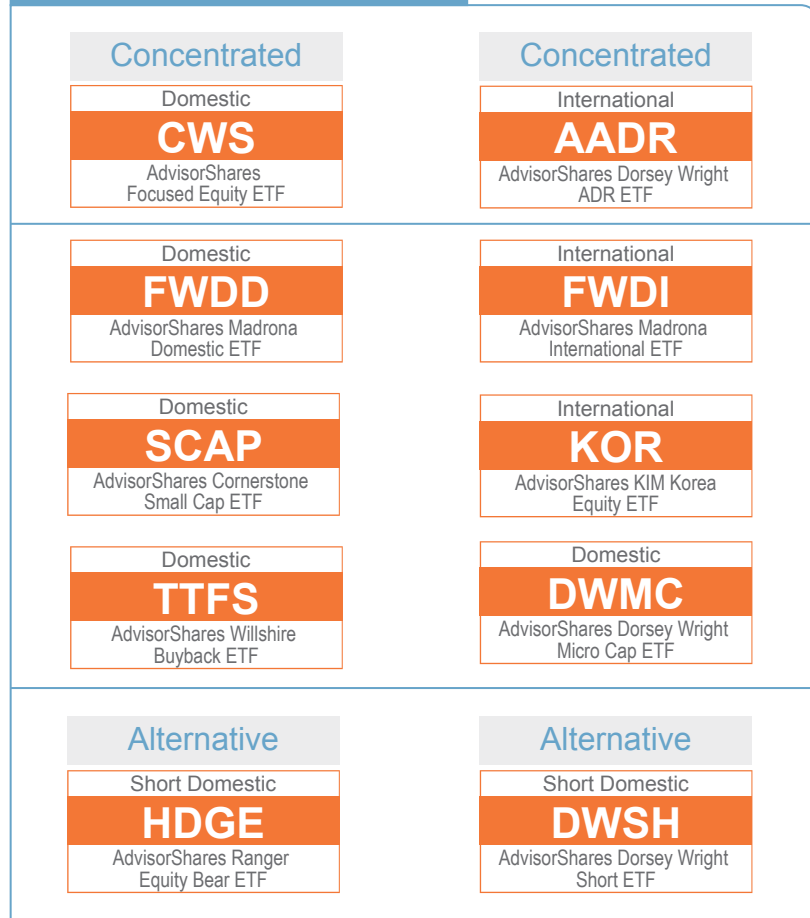 Concentrated
Domestic
CWS
AdvisorShares
Focused Equity ETF
Concentrated
International
AADR
AdvisorShares Dorsey Wright
ADR ETF
Domestic
FWDD
AdvisorShares Madrona
Domestic ETF
International
FWDI
AdvisorShares Madrona
International ETF
Domestic
SCAP
AdvisorShares Cornerstone
Small Cap ETF
International
KOR
AdvisorShares KIM Korea
Equity ETF
Domestic
TTFS
AdvisorShares Willshire
Buyback ETF
Domestic
DWMC
AdvisorShares Dorsey Wright
Micro Cap ETF
Alternative
Short Domestic
HDGE
AdvisorShares Ranger
Equity Bear ETF
Alternative
Short Domestic
DWSH
AdvisorShares Dorsey Wright
Short ETF